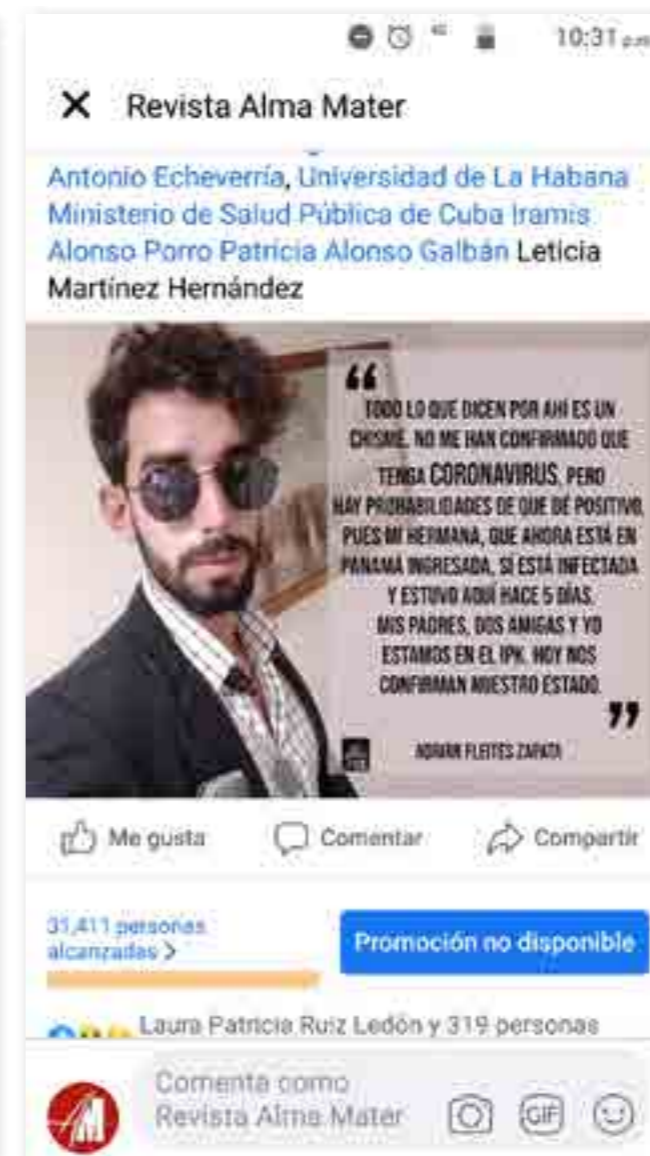 10:31 p.m.
Revista Alma Mater
Antonio Echeverría, Universidad de La Habana
Ministerio de Salud Pública de Cuba Iramis
Alonso Porro Patricia Alonso Galbán Leticia
Martínez Hernández
“
TODO LO QUE DICEN POR AHÍ ES UN
CHISME. NO ME HAN CONFIRMADO QUE
TENGA CORONAVIRUS, PERO
HAY PROBABILIDADES DE QUE DÉ POSITIVO,
PUES MI HERMANA, QUE AHORA ESTÁ EN
PANAMÁ INGRESADA, SÍ ESTÁ INFECTADA
Y ESTUVO AQUÍ HACE 5 DÍAS.
MIS PADRES, DOS AMIGAS Y YO
ESTAMOS EN EL IPK. HOY NOS
CONFIRMAN NUESTRO ESTADO.
”
ADRIÁN FLEITES ZAPATA
Me gusta Comentar Compartir
31,411 personas
alcanzadas >
Promoción no disponible
Laura Patricia Ruiz Ledón y 319 personas
Comenta como
Revista Alma Mater
GIF